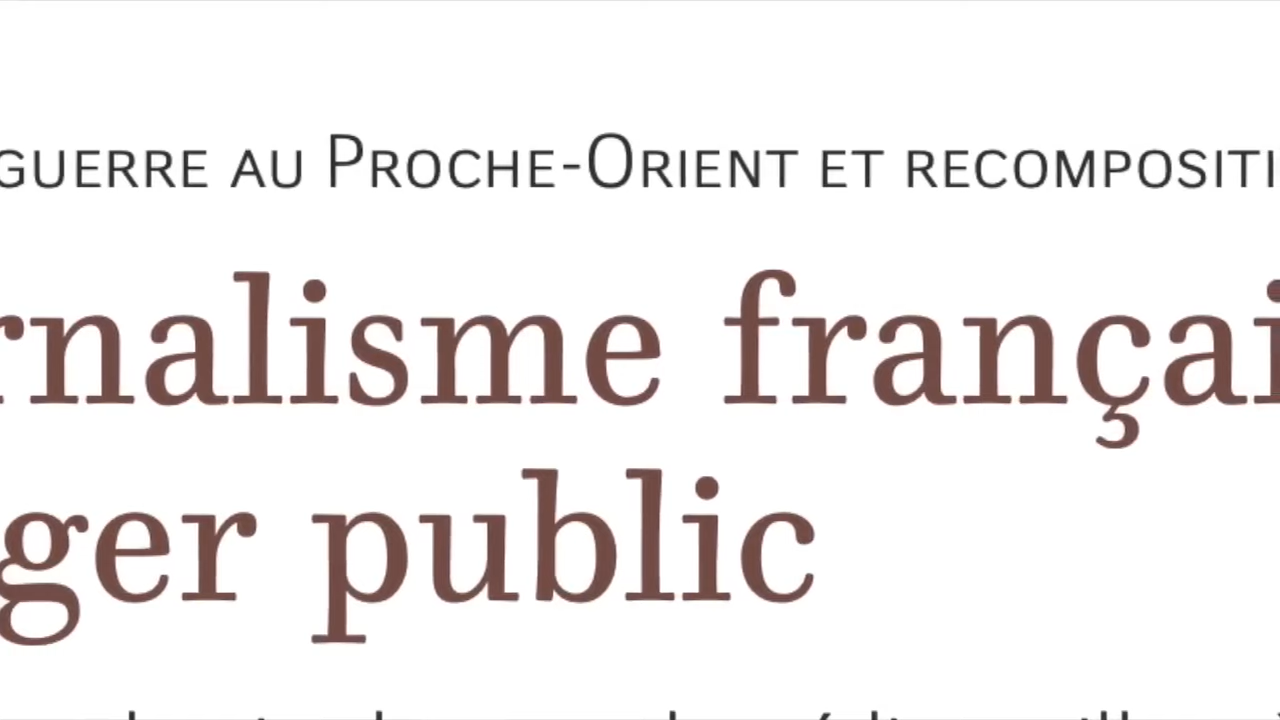 guerre au Proche-Orient et recompositi
rnalisme françai
ger public